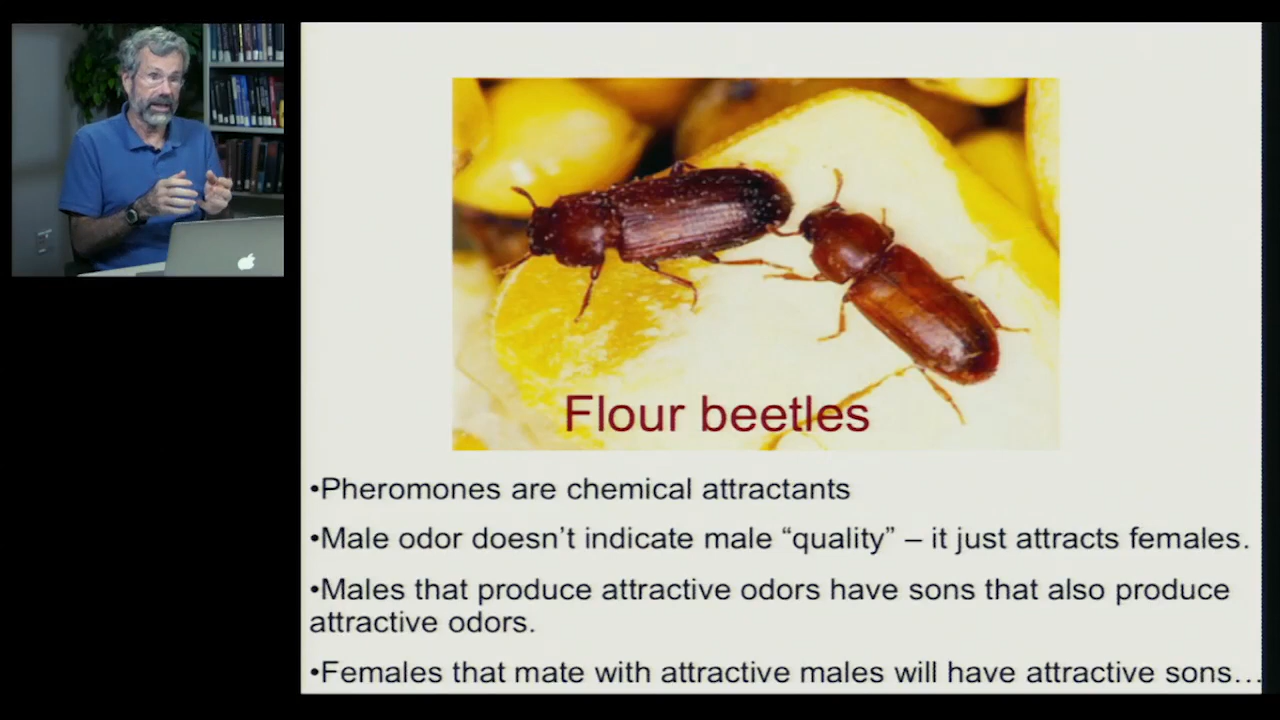 Flour beetles
•Pheromones are chemical attractants
•Male odor doesn’t indicate male “quality” – it just attracts females.
•Males that produce attractive odors have sons that also produce
attractive odors.
•Females that mate with attractive males will have attractive sons…